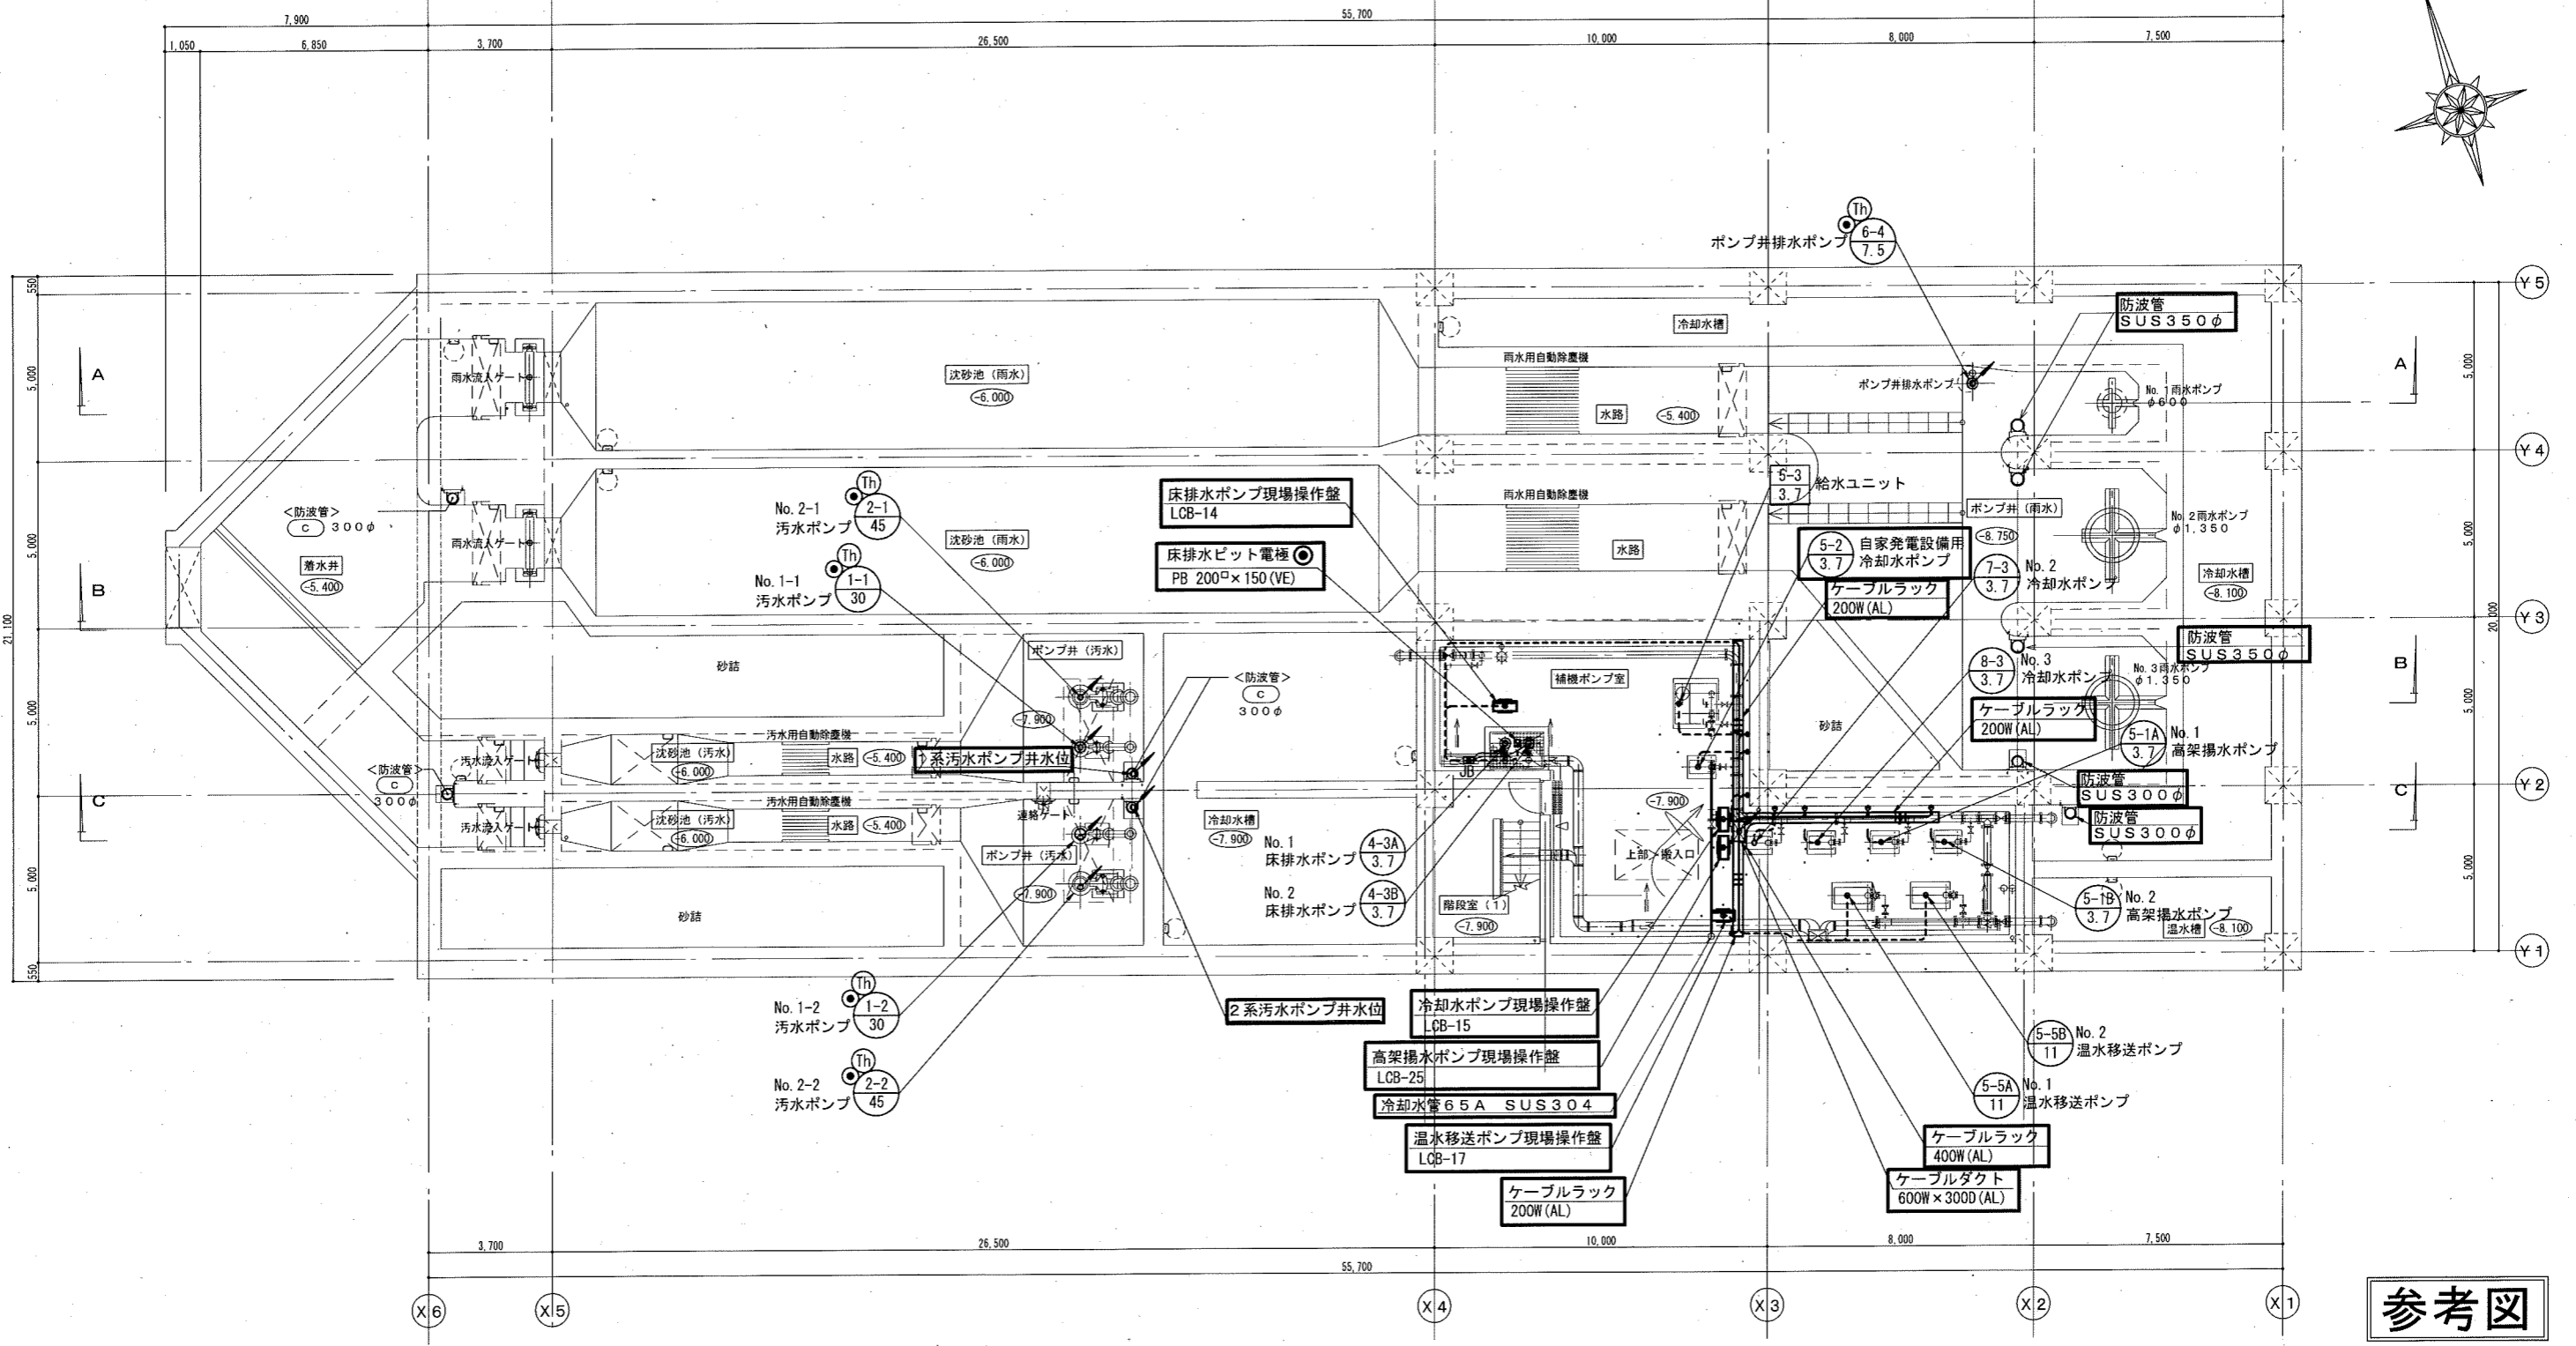 7,900
55,700
1,050
6,850
3,700
26,500
10,000
8,000
7,500
Th
6-4
7.5
ポンプ井排水ポンプ
Y5
550
防波管
SUS350φ
冷却水槽
雨水用自動除塵機
A
5,000
雨水流入ゲート
沈砂池（雨水）
-6.000
ポンプ井排水ポンプ
No. 1雨水ポンプ
φ600
水路
-5.400
A
5,000
Y4
Th
2-1
45
No. 2-1
汚水ポンプ
床排水ポンプ現場操作盤
LCB-14
5-3
3.7
給水ユニット
雨水用自動除塵機
<防波管>
C
300φ
ポンプ井（雨水）
-8.750
No. 2雨水ポンプ
φ1,350
雨水流入ゲート
沈砂池（雨水）
-6.000
水路
5,000
5,000
着水井
-5.400
Th
1-1
30
No. 1-1
汚水ポンプ
床排水ピット電極
PB 200□×150(VE)
5-2
3.7
自家発電設備用
冷却水ポンプ
7-3
3.7
No. 2
冷却水ポンプ
ケーブルラック
200W(AL)
冷却水槽
-8.100
B
21,100
20,000
Y3
防波管
SUS350φ
ポンプ井（汚水）
砂詰
補機ポンプ室
8-3
3.7
No. 3
冷却水ポンプ
No. 3雨水ポンプ
φ1,350
B
<防波管>
C
300φ
5,000
5,000
-7.900
砂詰
ケーブルラック
200W(AL)
5-1A
3.7
No. 1
高架揚水ポンプ
汚水用自動除塵機
沈砂池（汚水）
-6.000
水路
-5.400
汚水流入ゲート
1系汚水ポンプ井水位
JB
<防波管>
C
300φ
防波管
SUS300φ
Y2
C
C
汚水用自動除塵機
連絡ゲート
-7.900
防波管
SUS300φ
汚水流入ゲート
沈砂池（汚水）
-6.000
水路
-5.400
冷却水槽
-7.900
No. 1
床排水ポンプ
4-3A
3.7
上部＞搬入口
ポンプ井（汚水）
-7.900
5,000
5,000
No. 2
床排水ポンプ
4-3B
3.7
階段室（1）
-7.900
5-1B
3.7
No. 2
高架揚水ポンプ
温水槽
-8.100
砂詰
550
Y1
Th
1-2
30
No. 1-2
汚水ポンプ
2系汚水ポンプ井水位
冷却水ポンプ現場操作盤
LCB-15
5-5B
11
No. 2
温水移送ポンプ
高架揚水ポンプ現場操作盤
LCB-25
Th
2-2
45
No. 2-2
汚水ポンプ
5-5A
11
No. 1
温水移送ポンプ
冷却水管65A SUS304
温水移送ポンプ現場操作盤
LCB-17
ケーブルラック
400W(AL)
ケーブルダクト
600W×300D(AL)
ケーブルラック
200W(AL)
3,700
26,500
10,000
8,000
7,500
55,700
X6
X5
X4
X3
X2
X1
参考図